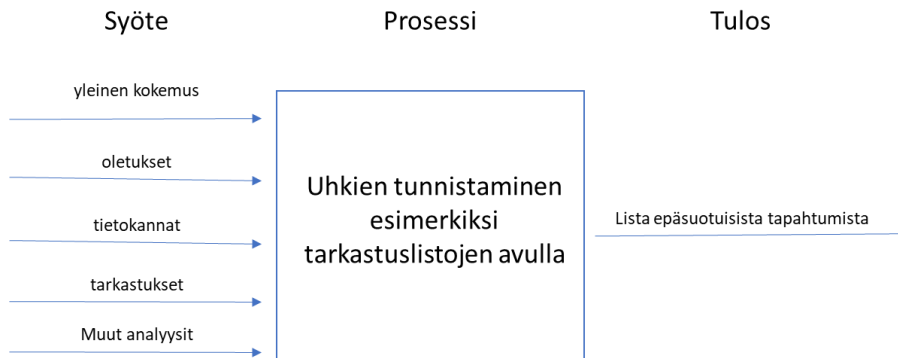 Syöte
Prosessi
Tulos
yleinen kokemus
oletukset
tietokannat
tarkastukset
Muut analyysit
Uhkien tunnistaminen
esimerkiksi
tarkastuslistojen avulla
Lista epäsuotuisista tapahtumista